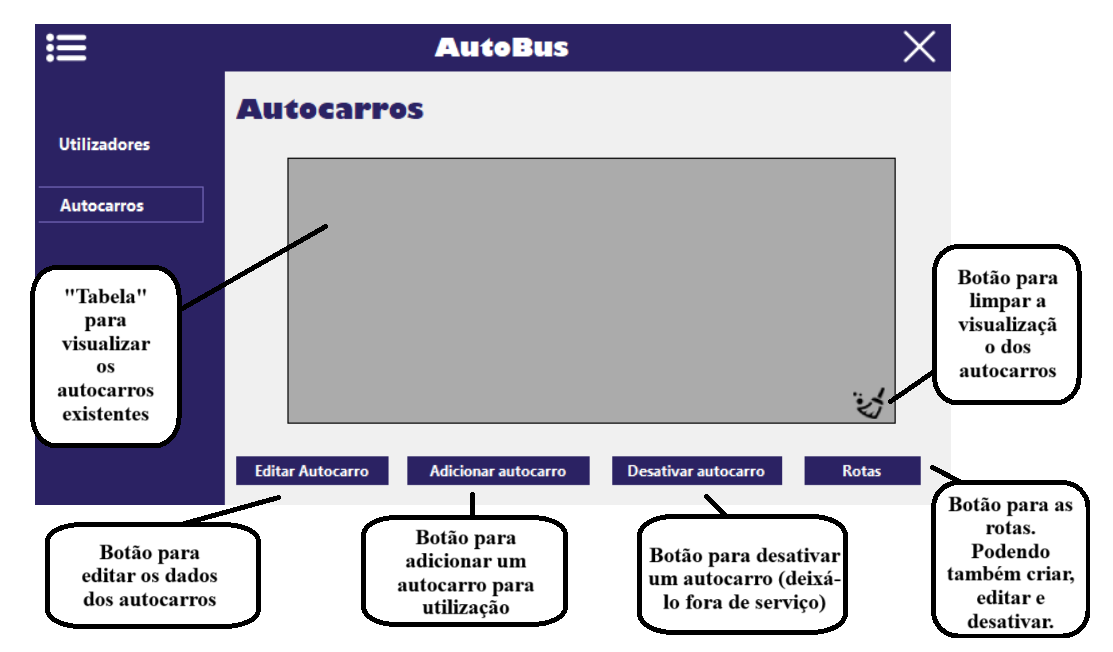 AutoBus
Autocarros
Utilizadores
Autocarros
"Tabela"
para
visualizar
os
autocarros
existentes
Botão para
limpar a
visualizaçã
o dos
autocarros
Editar Autocarro
Adicionar autocarro
Desativar autocarro
Rotas
Botão para
editar os dados
dos autocarros
Botão para
adicionar um
autocarro para
utilização
Botão para desativar
um autocarro (deixá-
lo fora de serviço)
Botão para as
rotas.
Podendo
também criar,
editar e
desativar.